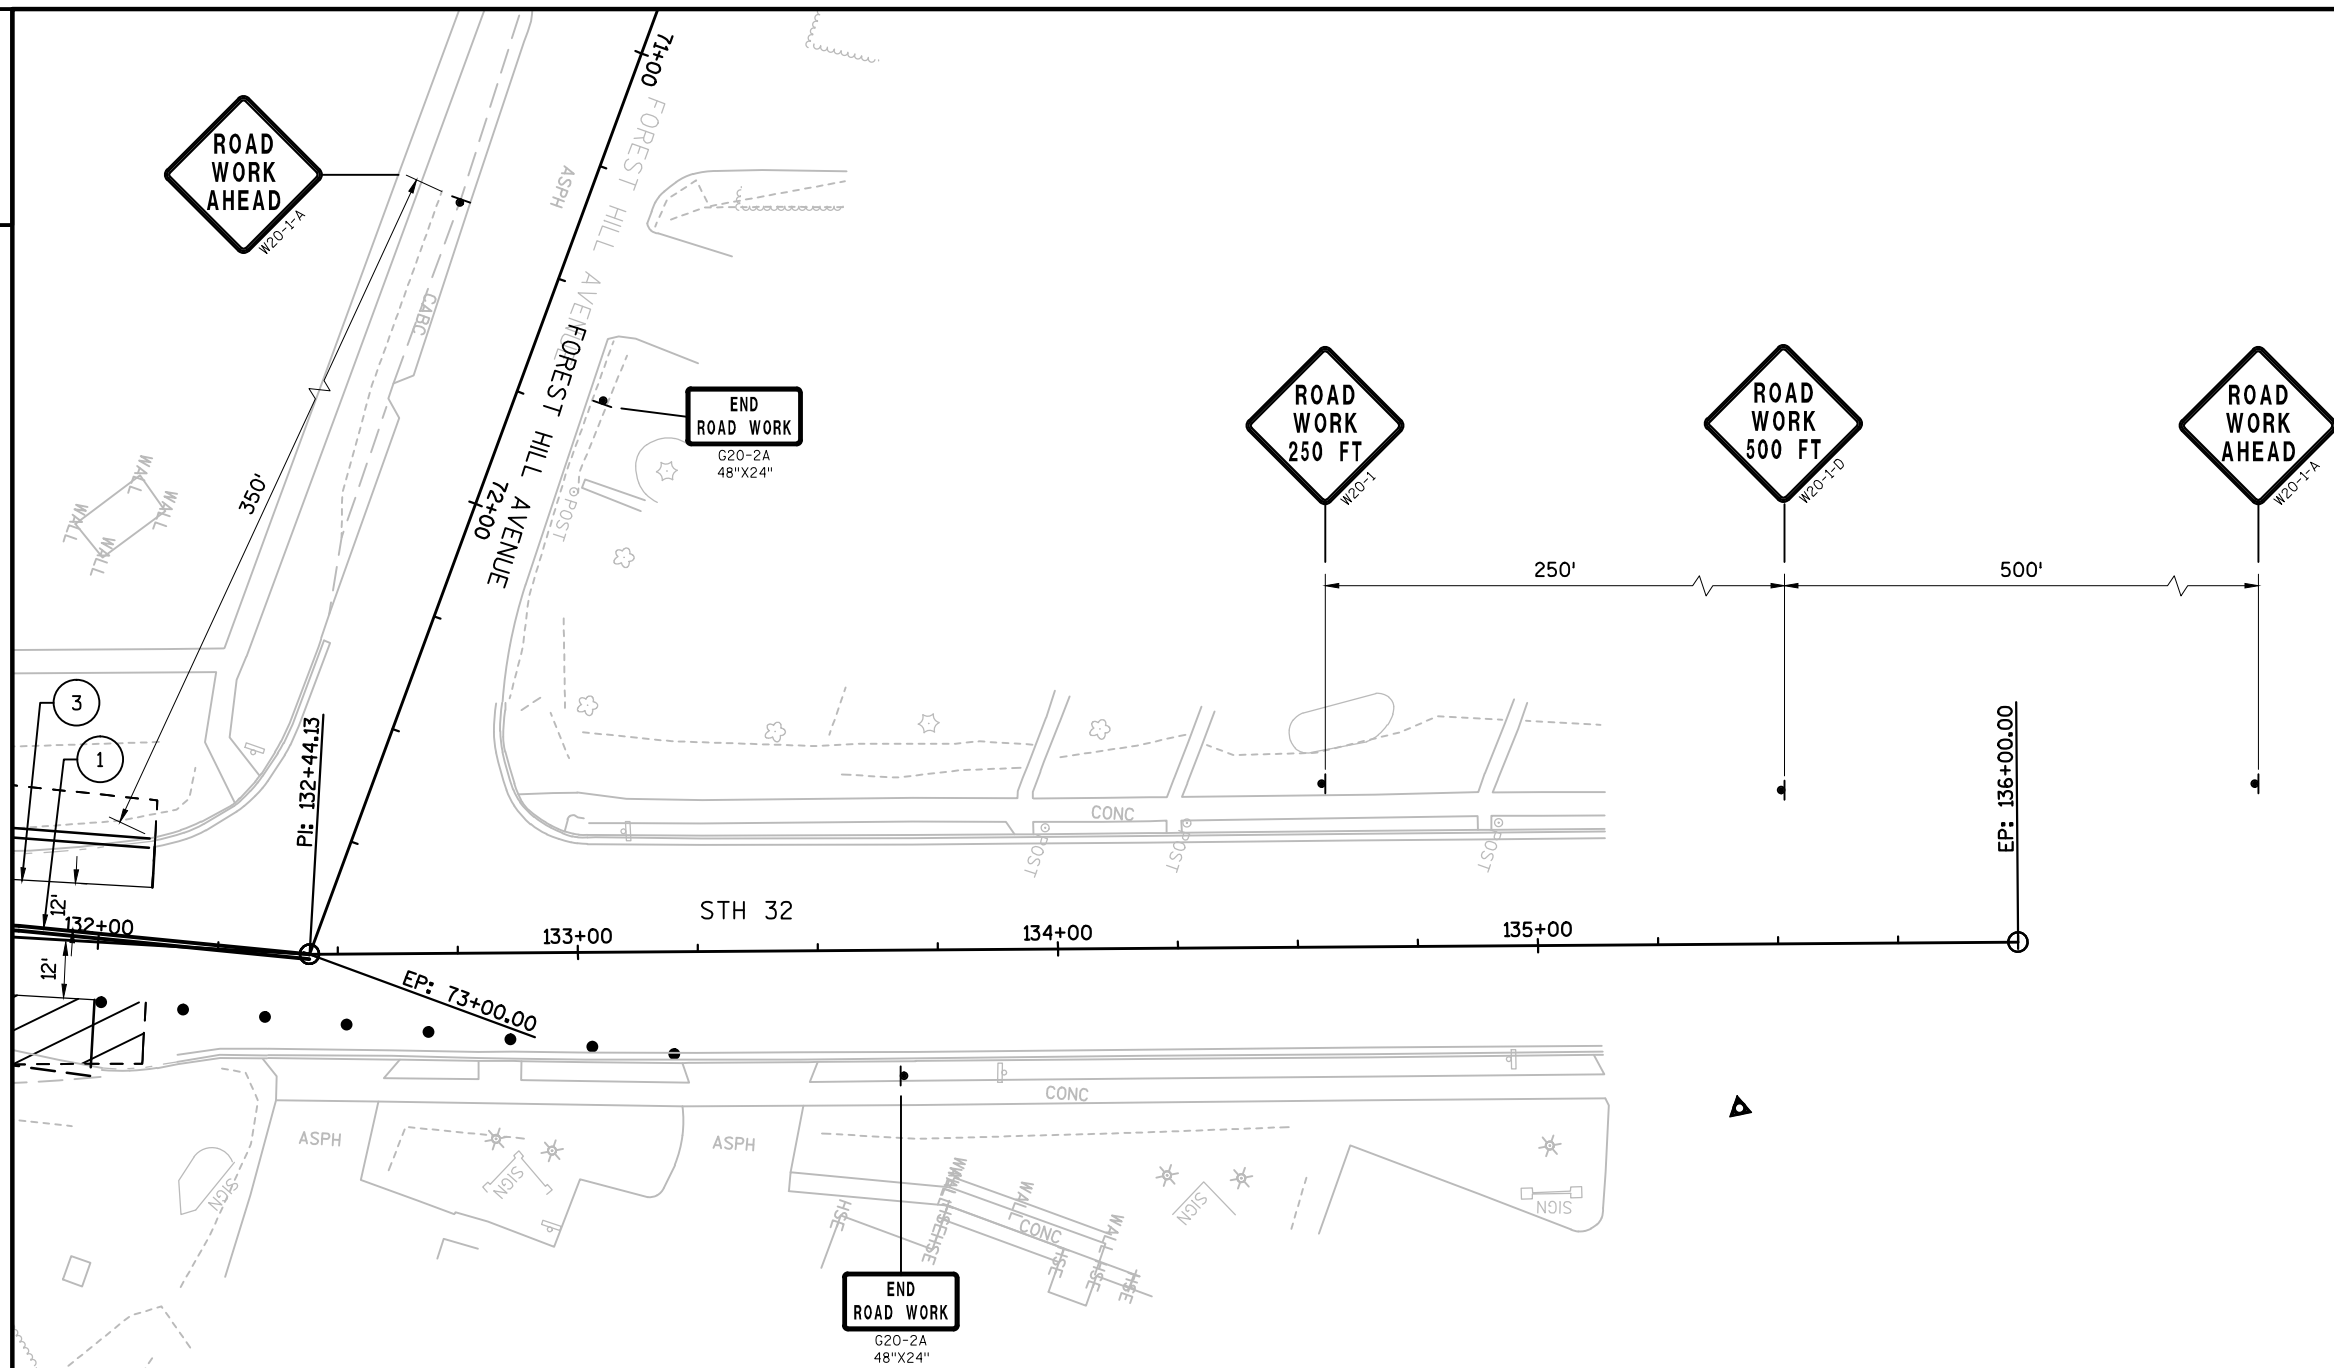 71+00
FOREST HILL AVENUE
ASPH
ROAD
WORK
AHEAD
W20-1-A
CABC
FOREST HILL AVENUE
END
ROAD WORK
G20-2A
48"X24"
ROAD
WORK
250 FT
W20-1
ROAD
WORK
500 FT
W20-1-D
ROAD
WORK
AHEAD
W20-1-A
350'
72+00
POST
WALL
WALL
WALL
WALL
250'
500'
3
1
PI: 132+44.13
EP: 136+00.00
CONC
POST
POST
POST
12'
132+00
STH 32
133+00
134+00
135+00
12'
EP: 73+00.00
CONC
ASPH
ASPH
SIGN
SIGN
SIGN
SIGN
HSE
WALL
WALL
HSE
HSE
WALL
CONC
WALL
HSE
HSE
HSE
END
ROAD WORK
G20-2A
48"X24"